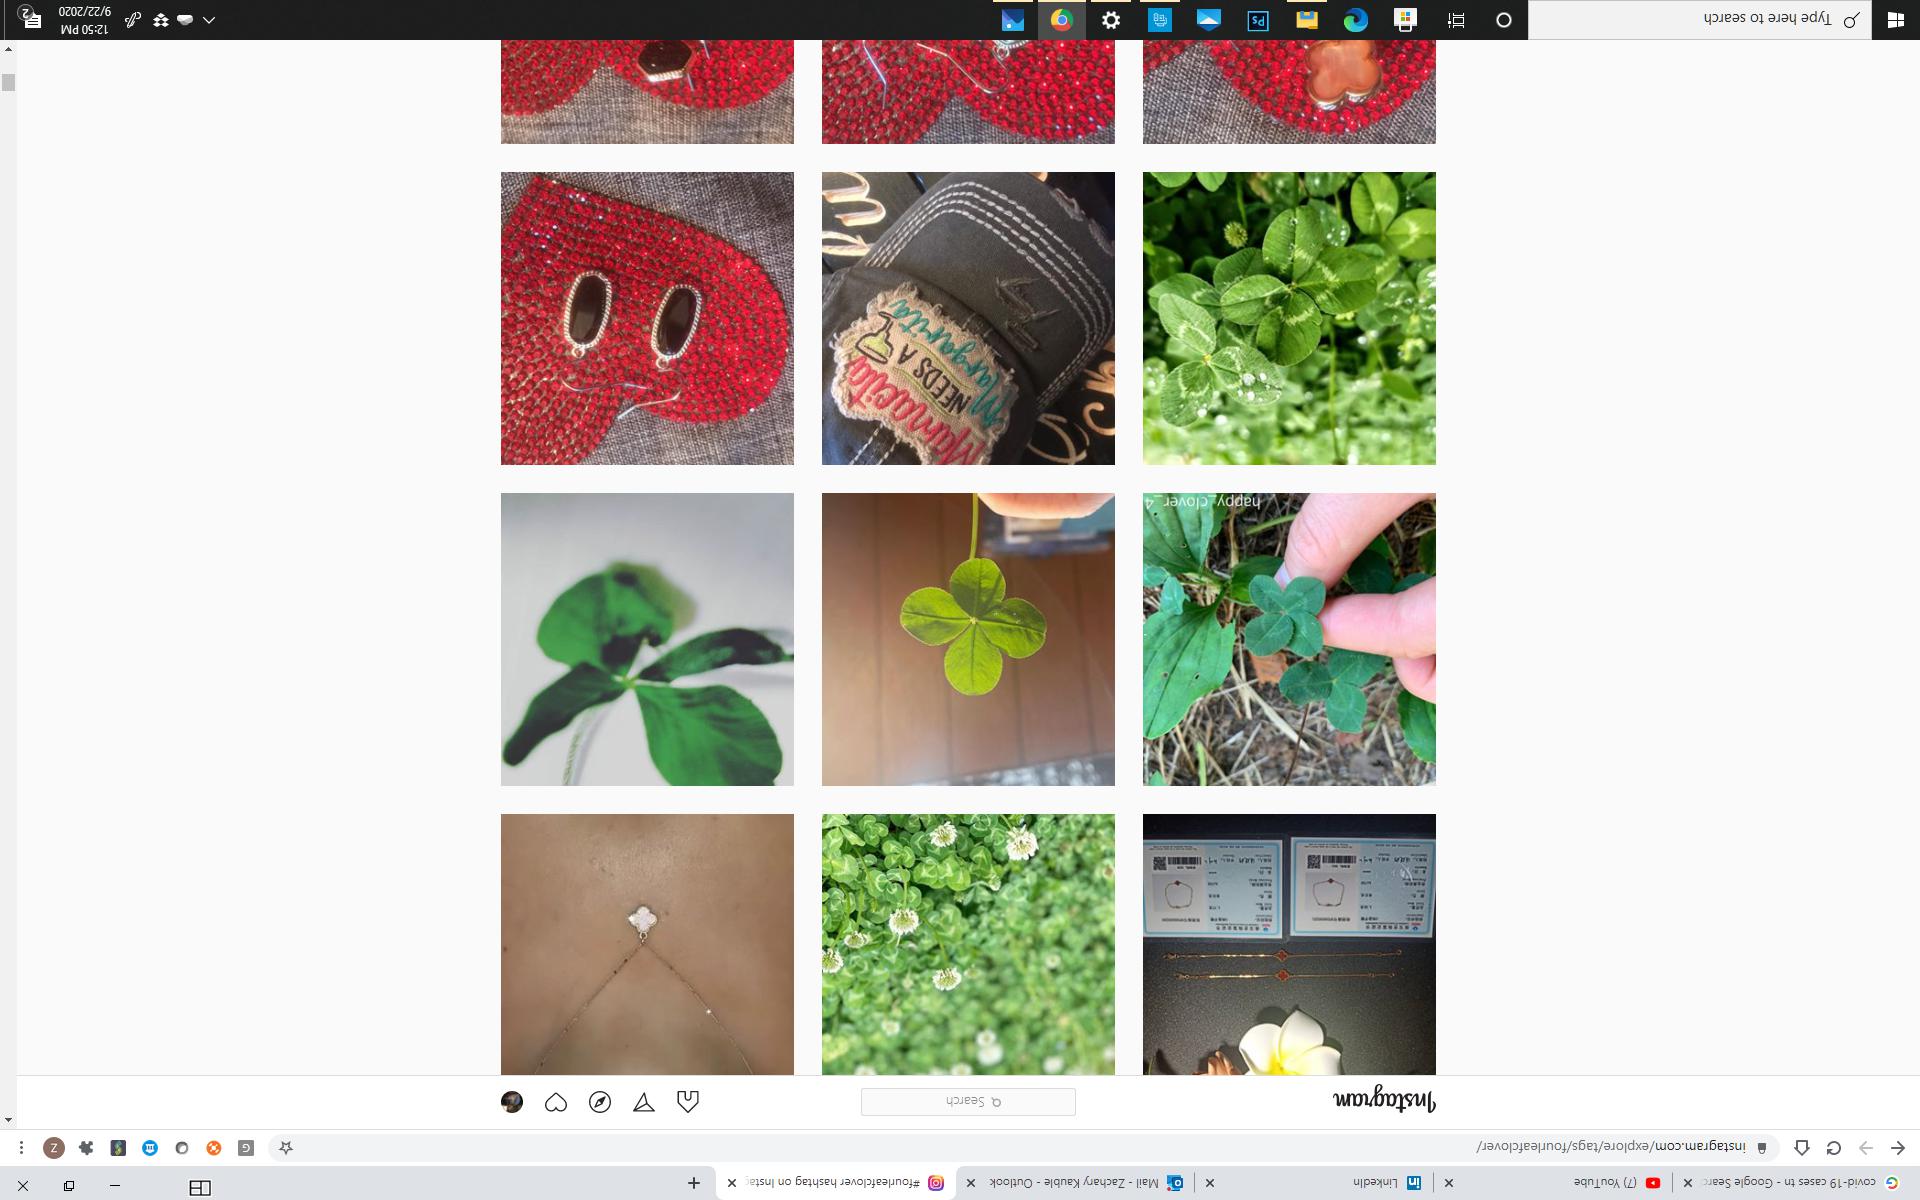 covid-19 cases tn - Google Searc
(7) YouTube
LinkedIn
Mail - Zachary Kauble - Outlook
#fourleafclover hashtag on Insta
instagram.com/explore/tags/fourleafclover/
Z
Instagram
Search
happy_clover_4
Mamacita
NEEDS A
Margarita
Type here to search
Ps
12:50 PM
9/22/2020
2